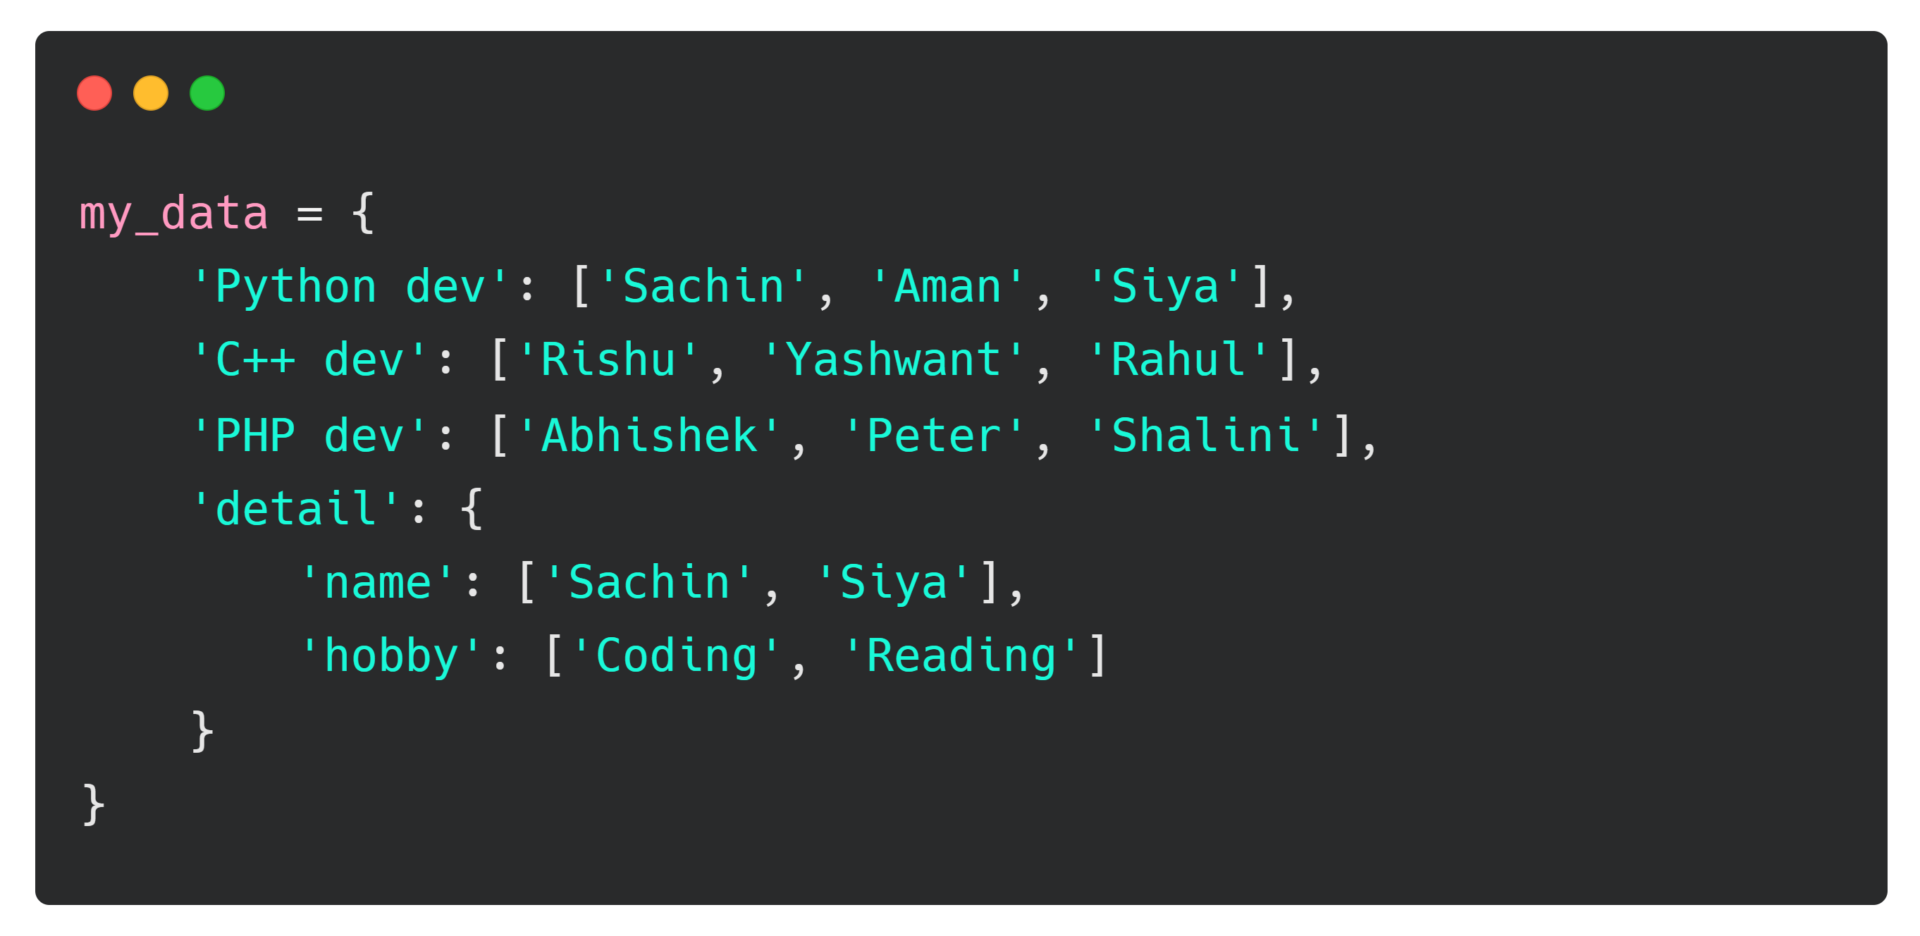 my_data = {
    'Python dev': ['Sachin', 'Aman', 'Siya'],
    'C++ dev': ['Rishu', 'Yashwant', 'Rahul'],
    'PHP dev': ['Abhishek', 'Peter', 'Shalini'],
    'detail': {
        'name': ['Sachin', 'Siya'],
        'hobby': ['Coding', 'Reading']
    }
}